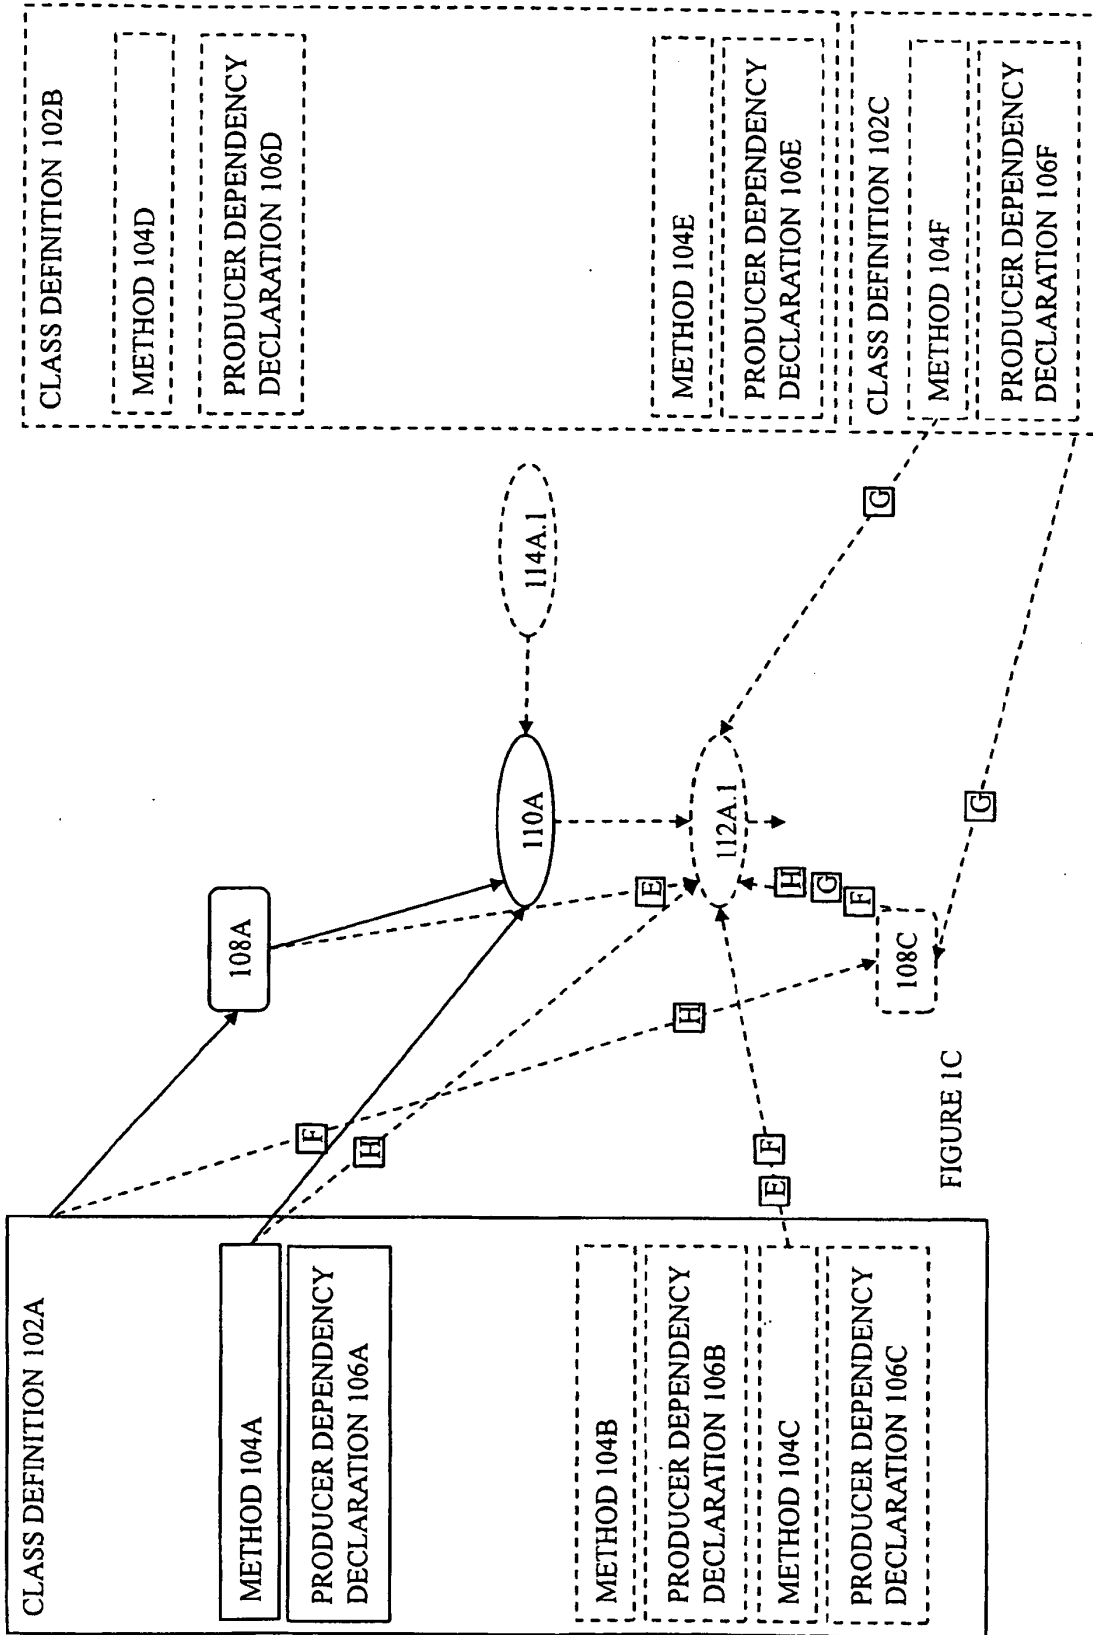 CLASS DEFINITION 102A
METHOD 104A
PRODUCER DEPENDENCY
DECLARATION 106A
METHOD 104B
PRODUCER DEPENDENCY
DECLARATION 106B
METHOD 104C
PRODUCER DEPENDENCY
DECLARATION 106C
108A
F
H
H
E
E
F
110A
114A.1
112A.1
H
G
F
108C
G
G
CLASS DEFINITION 102B
METHOD 104D
PRODUCER DEPENDENCY
DECLARATION 106D
METHOD 104E
PRODUCER DEPENDENCY
DECLARATION 106E
CLASS DEFINITION 102C
METHOD 104F
PRODUCER DEPENDENCY
DECLARATION 106F
FIGURE 1C